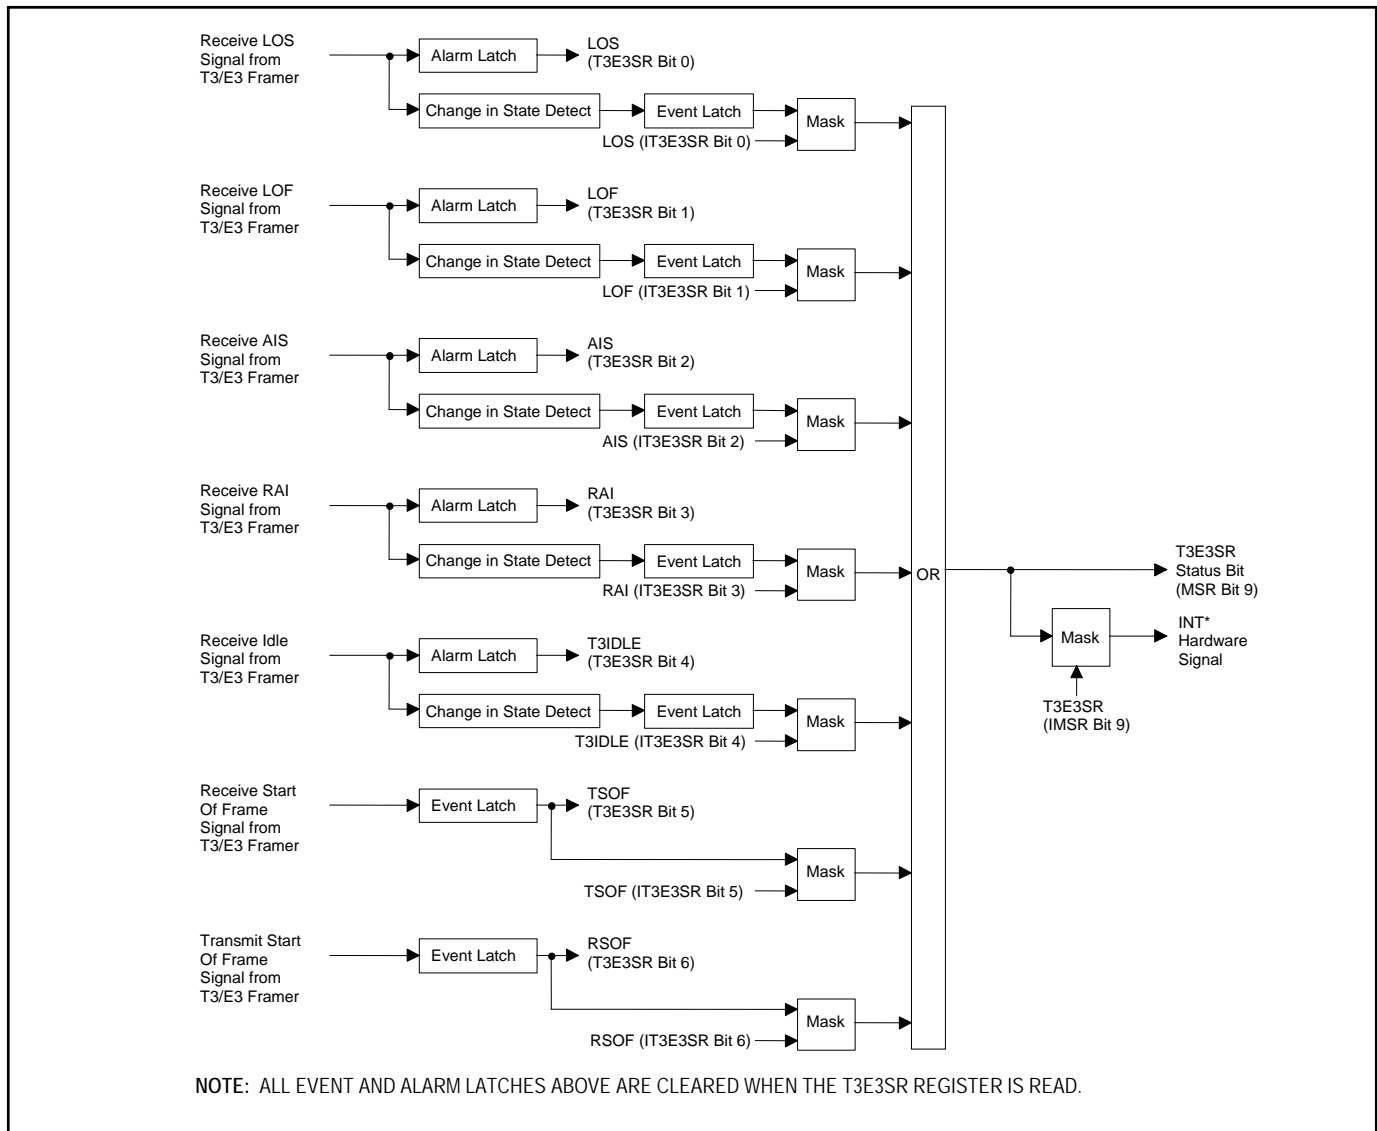 Receive LOS
Signal from
T3/E3 Framer
Alarm Latch
LOS
(T3E3SR Bit 0)
Change in State Detect
Event Latch
LOS (IT3E3SR Bit 0)
Mask
Receive LOF
Signal from
T3/E3 Framer
Alarm Latch
LOF
(T3E3SR Bit 1)
Change in State Detect
Event Latch
LOF (IT3E3SR Bit 1)
Mask
Receive AIS
Signal from
T3/E3 Framer
Alarm Latch
AIS
(T3E3SR Bit 2)
Change in State Detect
Event Latch
AIS (IT3E3SR Bit 2)
Mask
Receive RAI
Signal from
T3/E3 Framer
Alarm Latch
RAI
(T3E3SR Bit 3)
Change in State Detect
Event Latch
RAI (IT3E3SR Bit 3)
Mask
Receive Idle
Signal from
T3/E3 Framer
Alarm Latch
T3IDLE
(T3E3SR Bit 4)
Change in State Detect
Event Latch
T3IDLE (IT3E3SR Bit 4)
Mask
Receive Start
Of Frame
Signal from
T3/E3 Framer
Event Latch
TSOF
(T3E3SR Bit 5)
TSOF (IT3E3SR Bit 5)
Mask
Transmit Start
Of Frame
Signal from
T3/E3 Framer
Event Latch
RSOF
(T3E3SR Bit 6)
RSOF (IT3E3SR Bit 6)
Mask
OR
T3E3SR
Status Bit
(MSR Bit 9)
Mask
INT*
Hardware
Signal
T3E3SR
(IMSR Bit 9)
NOTE: ALL EVENT AND ALARM LATCHES ABOVE ARE CLEARED WHEN THE T3E3SR REGISTER IS READ.